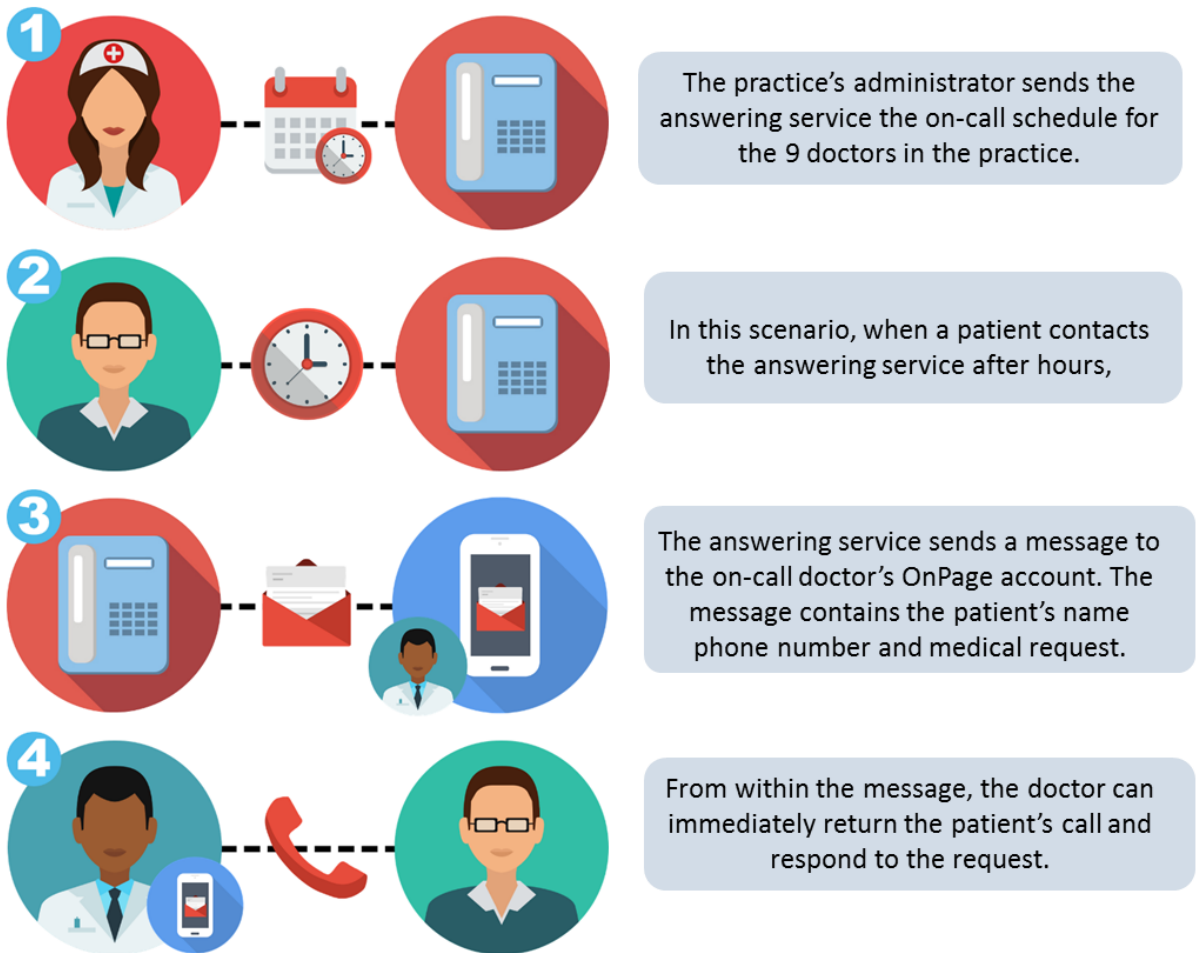 1
The practice's administrator sends the
answering service the on-call schedule for
the 9 doctors in the practice.
2
In this scenario, when a patient contacts
the answering service after hours,
3
The answering service sends a message to
the on-call doctor's OnPage account. The
message contains the patient's name
phone number and medical request.
4
From within the message, the doctor can
immediately return the patient's call and
respond to the request.